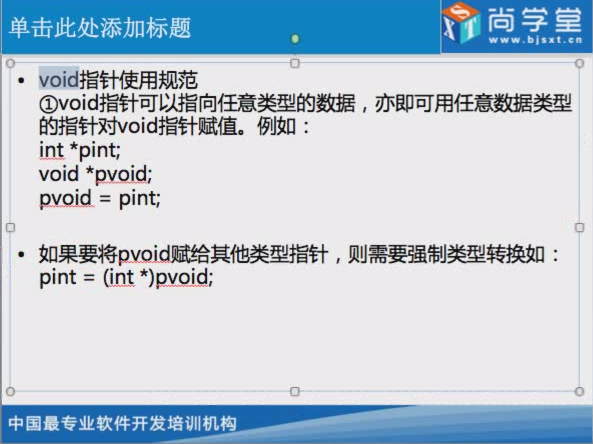 单击此处添加标题
尚学堂
SXT
www.bjsxt.cn
• void指针使用规范
①void指针可以指向任意类型的数据，亦即可用任意数据类型
的指针对void指针赋值。例如：
int *pint;
void *pvoid;
pvoid = pint;
• 如果要将pvoid赋给其他类型指针，则需要强制类型转换如：
pint = (int *)pvoid;
中国最专业软件开发培训机构